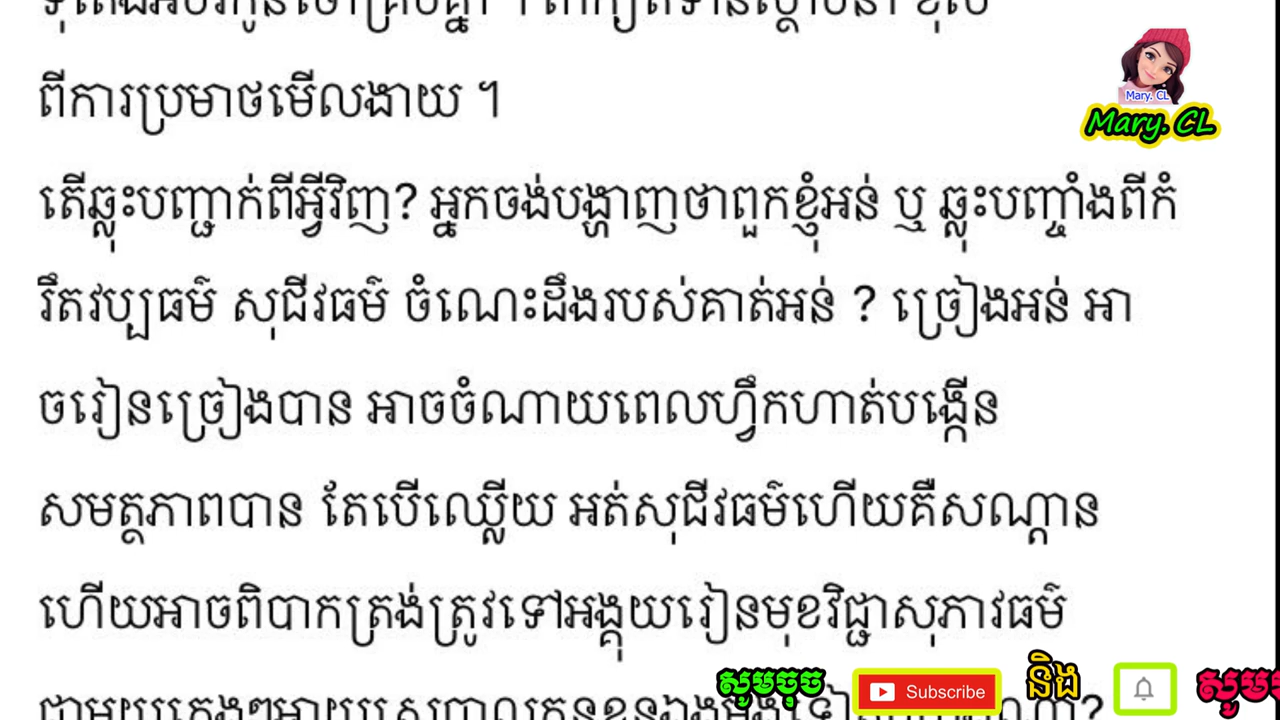 ពីការប្រមាថមើលងាយ ។
តើឆ្លុះបញ្ជាក់ពីអ្វីវិញ? អ្នកចង់បង្ហាញថាពួកខ្ញុំអន់ ឬ ឆ្លុះបញ្ចាំងពីកំ
រឹតវប្បធម៌ សុជីវធម៌ ចំណេះដឹងរបស់គាត់អន់ ? ច្រៀងអន់ អា
ចរៀនច្រៀងបាន អាចចំណាយពេលហ្វឹកហាត់បង្កើន
សមត្ថភាពបាន តែបើឈ្លើយ អត់សុជីវធម៌ហើយគឺសណ្ដាន
ហើយអាចពិបាកត្រង់ត្រូវទៅអង្គុយរៀនមុខវិជ្ជាសុភាវធម៌
Mary. CL
Mary. CL
សូមចុច
Subscribe
និង